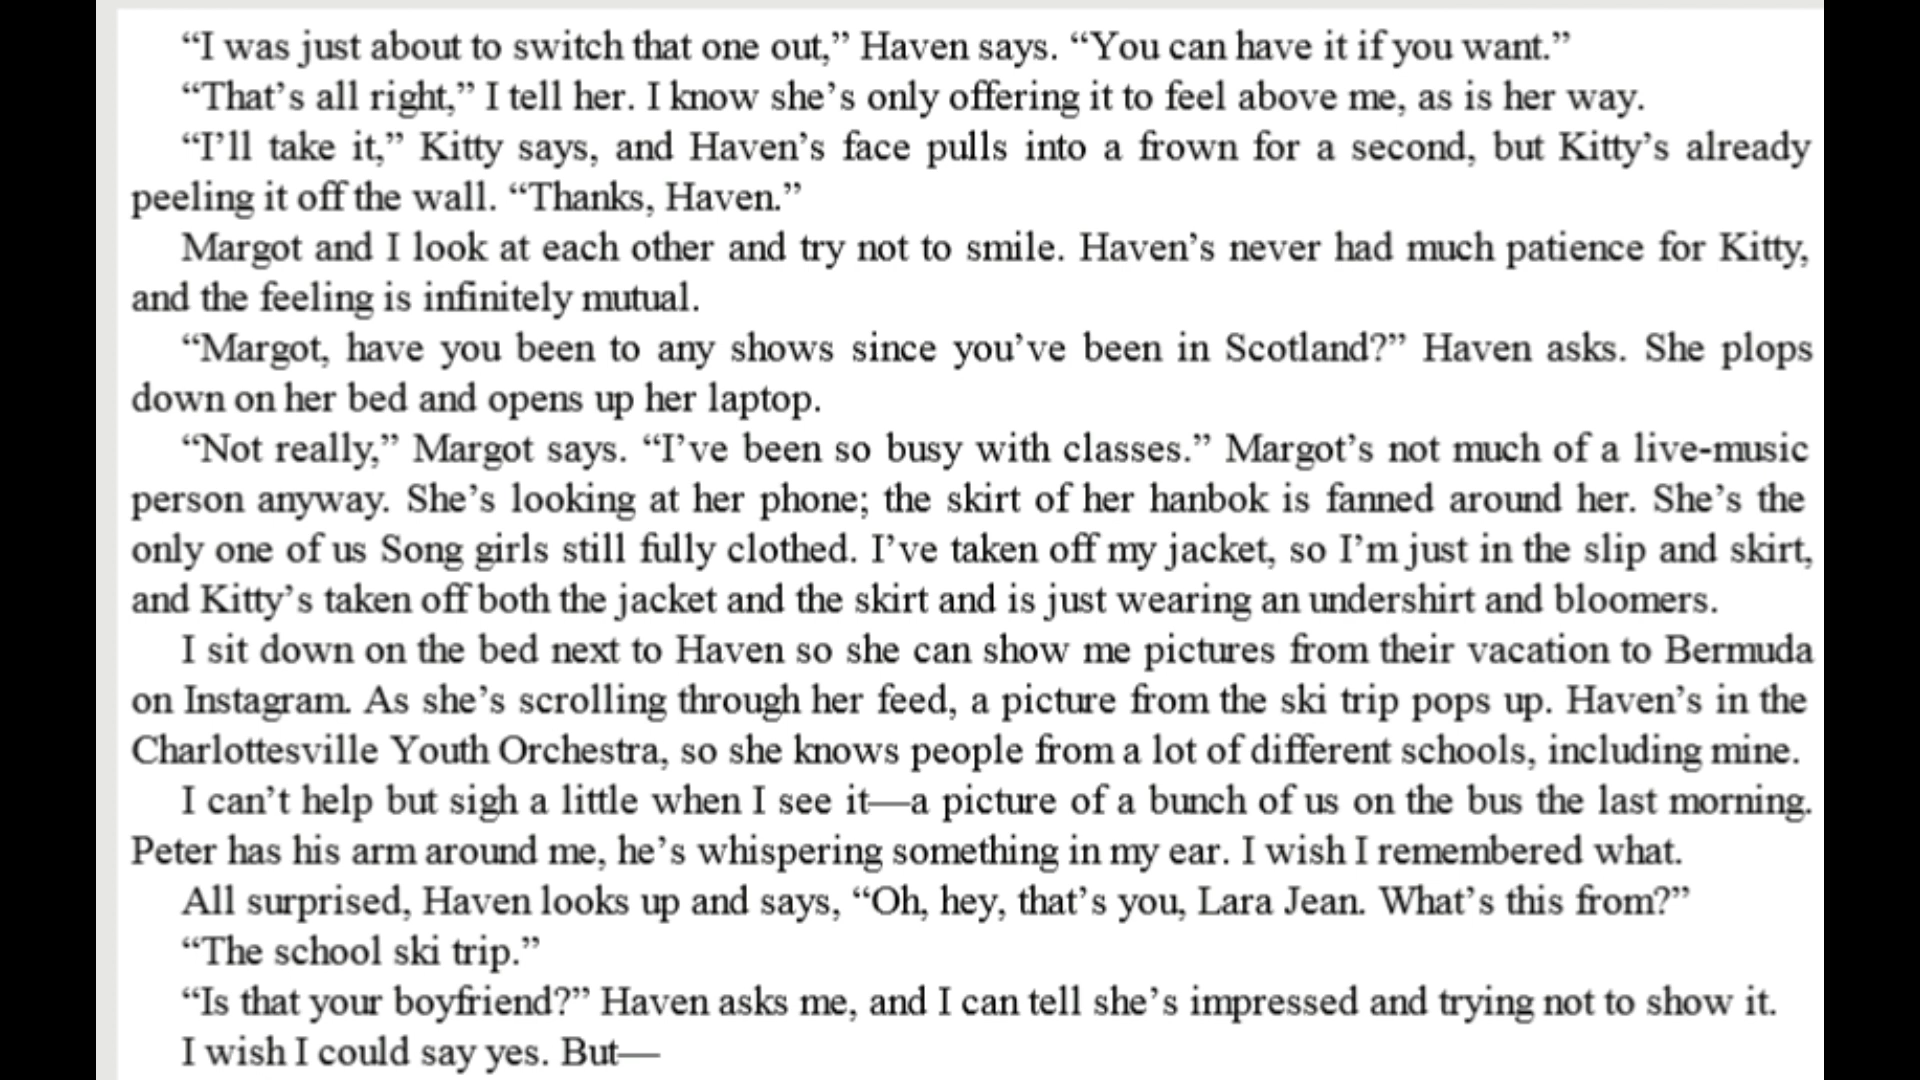 “I was just about to switch that one out,” Haven says. “You can have it if you want.”
“That’s all right,” I tell her. I know she’s only offering it to feel above me, as is her way.
“I’ll take it,” Kitty says, and Haven’s face pulls into a frown for a second, but Kitty’s already
peeling it off the wall. “Thanks, Haven.”
Margot and I look at each other and try not to smile. Haven’s never had much patience for Kitty,
and the feeling is infinitely mutual.
“Margot, have you been to any shows since you’ve been in Scotland?” Haven asks. She plops
down on her bed and opens up her laptop.
“Not really,” Margot says. “I’ve been so busy with classes.” Margot’s not much of a live-music
person anyway. She’s looking at her phone; the skirt of her hanbok is fanned around her. She’s the
only one of us Song girls still fully clothed. I’ve taken off my jacket, so I’m just in the slip and skirt,
and Kitty’s taken off both the jacket and the skirt and is just wearing an undershirt and bloomers.
I sit down on the bed next to Haven so she can show me pictures from their vacation to Bermuda
on Instagram. As she’s scrolling through her feed, a picture from the ski trip pops up. Haven’s in the
Charlottesville Youth Orchestra, so she knows people from a lot of different schools, including mine.
I can’t help but sigh a little when I see it—a picture of a bunch of us on the bus the last morning.
Peter has his arm around me, he’s whispering something in my ear. I wish I remembered what.
All surprised, Haven looks up and says, “Oh, hey, that’s you, Lara Jean. What’s this from?”
“The school ski trip.”
“Is that your boyfriend?” Haven asks me, and I can tell she’s impressed and trying not to show it.
I wish I could say yes. But—